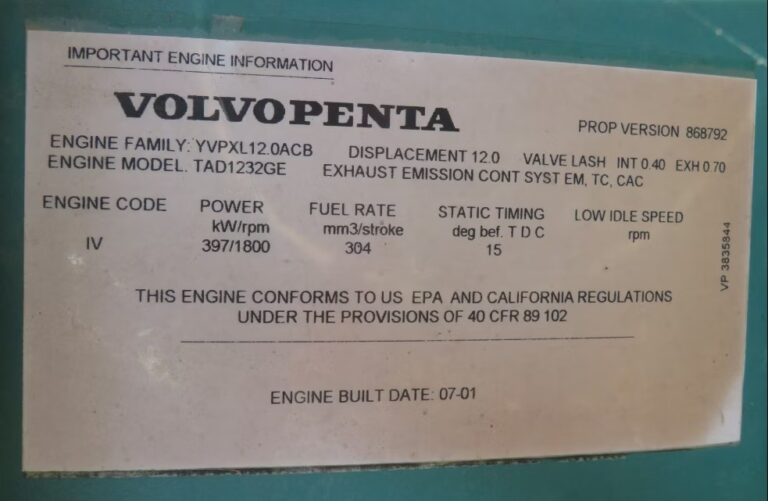 IMPORTANT ENGINE INFORMATION
VOLVO PENTA
PROP VERSION 868792
ENGINE FAMILY: YVPXL12.0ACB DISPLACEMENT 12.0 VALVE LASH INT 0.40 EXH 0.70
ENGINE MODEL. TAD1232GE EXHAUST EMISSION CONT SYST EM, TC, CAC
ENGINE CODE POWER FUEL RATE STATIC TIMING LOW IDLE SPEED
kW/rpm mm3/stroke deg bef. T D C rpm
IV 397/1800 304 15
VP 3835844
THIS ENGINE CONFORMS TO US EPA AND CALIFORNIA REGULATIONS
UNDER THE PROVISIONS OF 40 CFR 89 102
ENGINE BUILT DATE: 07-01